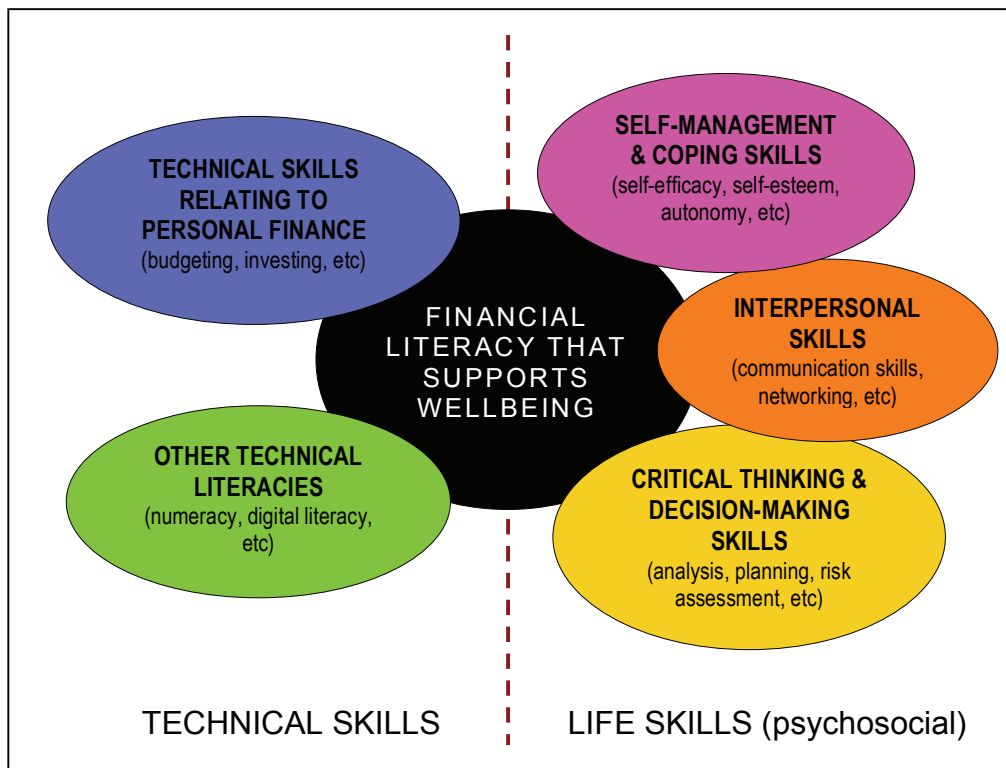 TECHNICAL SKILLS
RELATING TO
PERSONAL FINANCE
(budgeting, investing, etc)
OTHER TECHNICAL
LITERACIES
(numeracy, digital literacy,
etc)
FINANCIAL
LITERACY THAT
SUPPORTS
WELLBEING
SELF-MANAGEMENT
& COPING SKILLS
(self-efficacy, self-esteem,
autonomy, etc)
INTERPERSONAL
SKILLS
(communication skills,
networking, etc)
CRITICAL THINKING &
DECISION-MAKING
SKILLS
(analysis, planning, risk
assessment, etc)
TECHNICAL SKILLS
LIFE SKILLS (psychosocial)